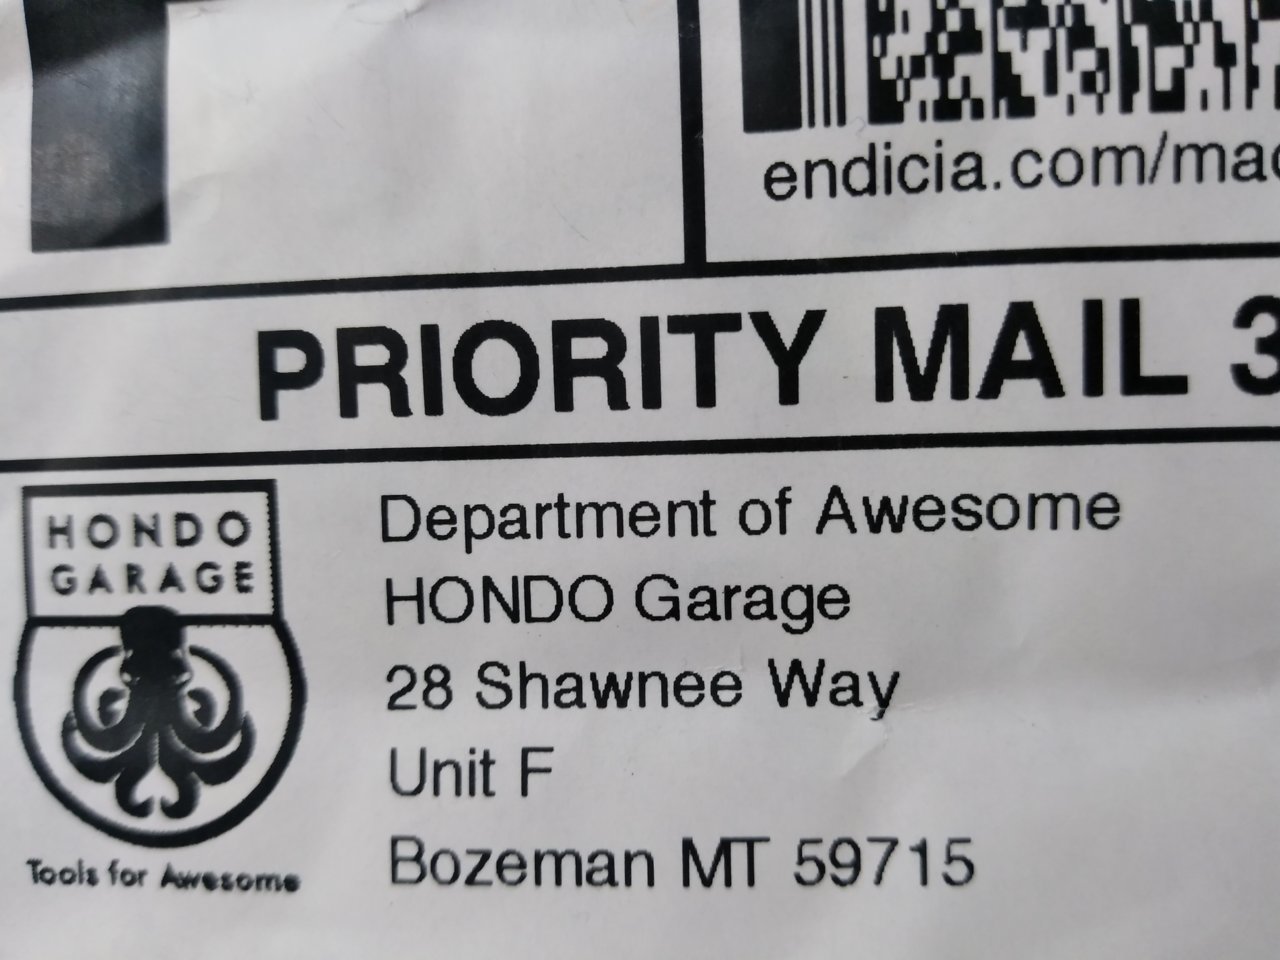 endicia.com/ma
PRIORITY MAIL 3
HONDO
GARAGE
Tools for Awesome
Department of Awesome
HONDO Garage
28 Shawnee Way
Unit F
Bozeman MT 59715